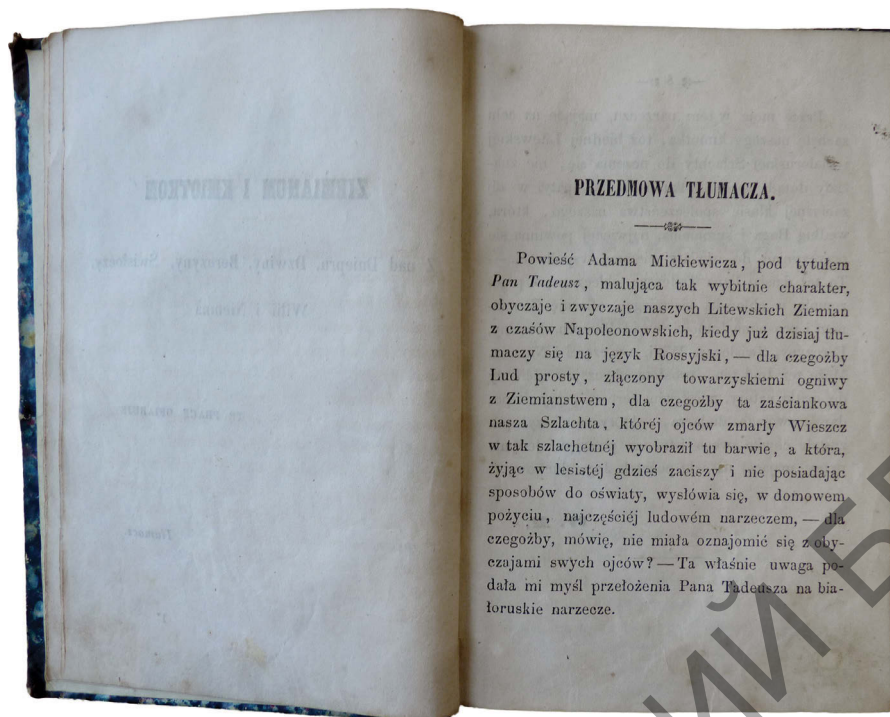 PRZEDMOWA TŁUMACZA.
Powieść Adama Mickiewicza, pod tytułem
Pan Tadeusz, malująca tak wybitnie charakter,
obyczaje i zwyczaje naszych Litewskich Ziemian
z czasów Napoleonowskich, kiedy już dzisiaj tłu-
maczy się na język Rossyjski, — dla czegożby
Lud prosty, złączony towarzyskiemi ogniwy
z Ziemianstwem, dla czegożby ta zaściankowa
nasza Szlachta, któréj ojców zmarły Wieszcz
w tak szlachetnéj wyobraził tu barwie, a która,
żyjąc w lesistéj gdzieś zaciszy i nie posiadając
sposobów do oświaty, wysłówia się, w domowem
pożyciu, najczęściéj ludowém narzeczem, — dla
czegożby, mówię, nie miała oznajomić się z oby-
czajami swych ojców? — Ta właśnie uwaga po-
dała mi myśl przełożenia Pana Tadeusza na bia-
łoruskie narzecze.